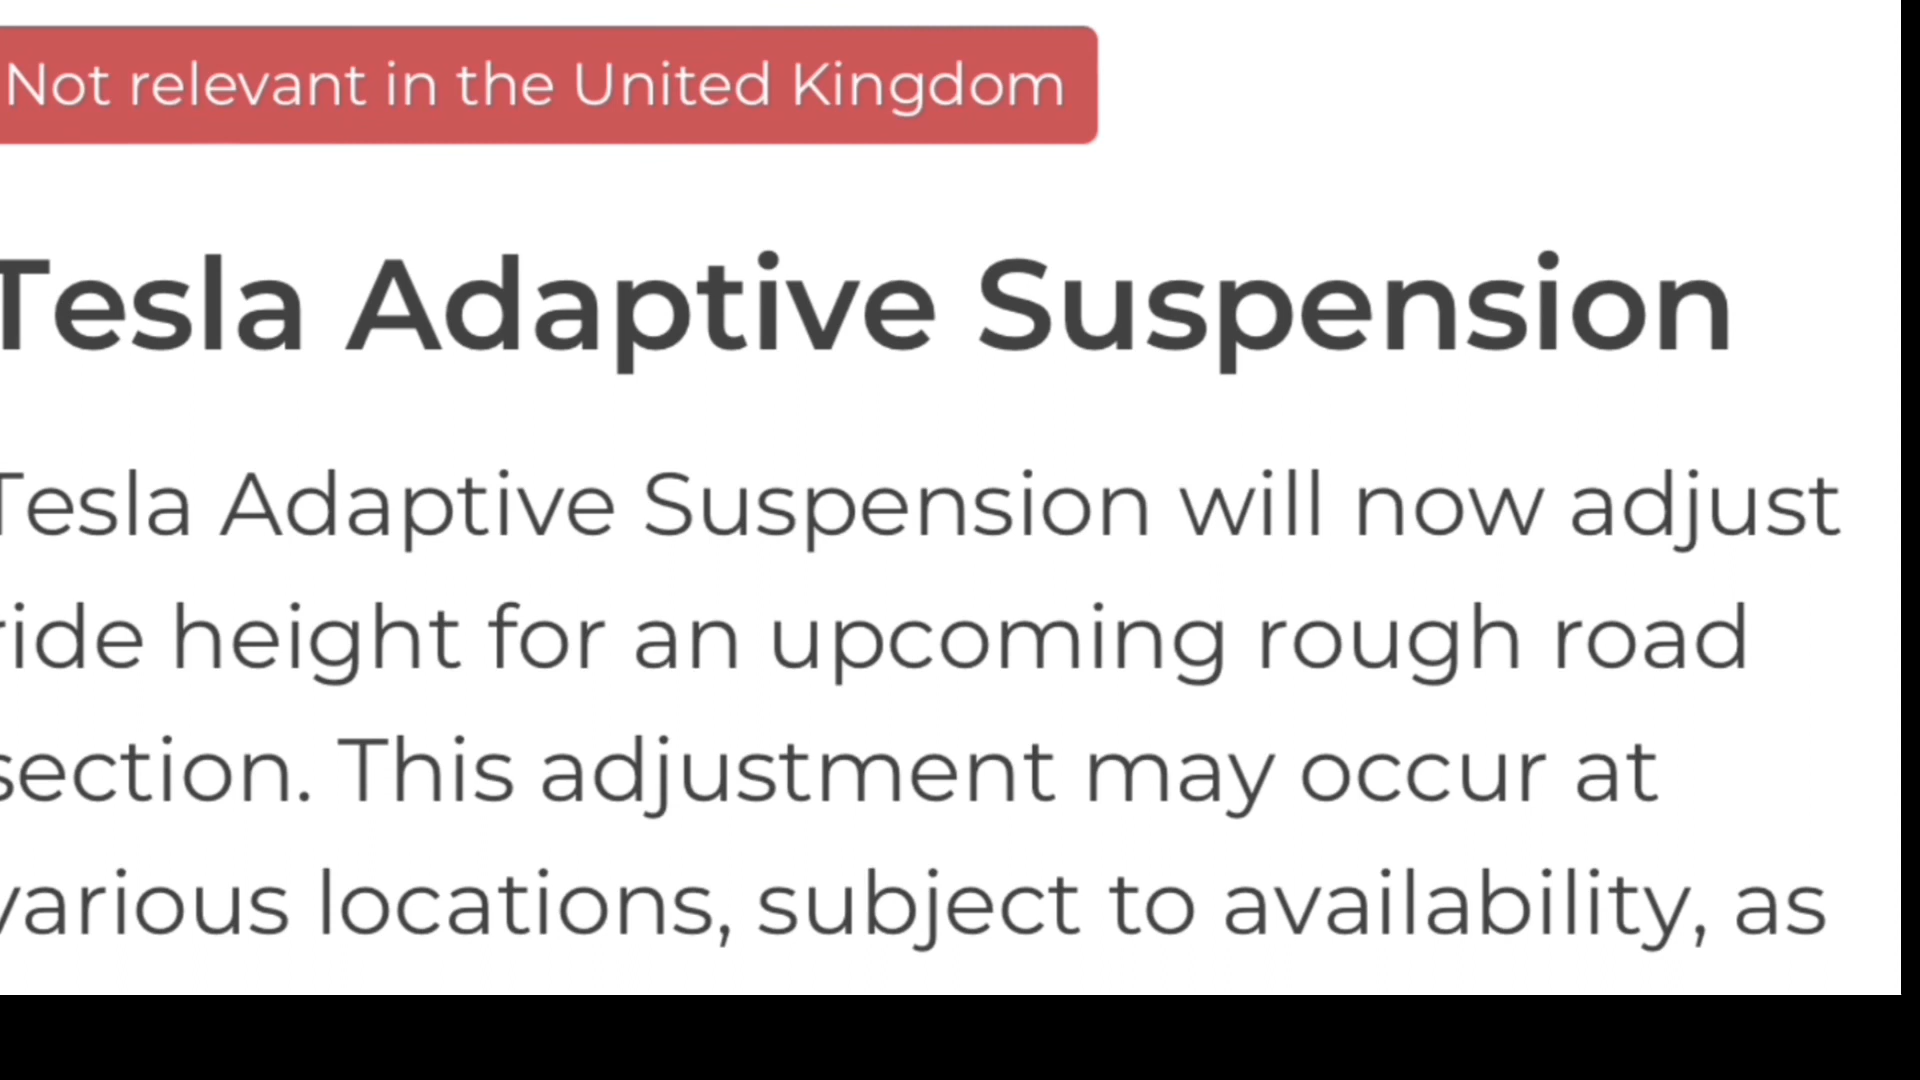 Not relevant in the United Kingdom
Tesla Adaptive Suspension
Tesla Adaptive Suspension will now adjust
ride height for an upcoming rough road
section. This adjustment may occur at
various locations, subject to availability, as